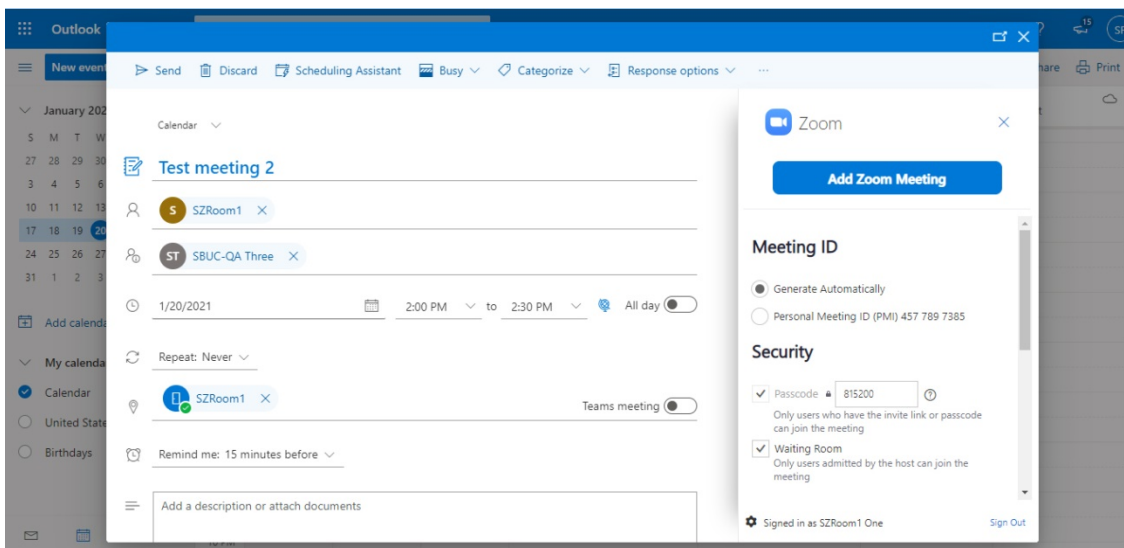 Outlook
15
SF
New event
Send
Discard
Scheduling Assistant
Busy
Categorize
Response options
...
hare
Print
January 202
S M T W
27 28 29 30
3 4 5 6
10 11 12 13
17 18 19 20
24 25 26 27
31 1 2 3
Add calenda
My calenda
Calendar
United State
Birthdays
Calendar
Test meeting 2
S SZRoom1
ST SBUC-QA Three
1/20/2021 2:00 PM to 2:30 PM All day
Repeat: Never
SZRoom1
Teams meeting
Remind me: 15 minutes before
Add a description or attach documents
Zoom
Add Zoom Meeting
Meeting ID
Generate Automatically
Personal Meeting ID (PMI) 457 789 7385
Security
Passcode 815200
Only users who have the invite link or passcode
can join the meeting
Waiting Room
Only users admitted by the host can join the
meeting
Signed in as SZRoom1 One
Sign Out